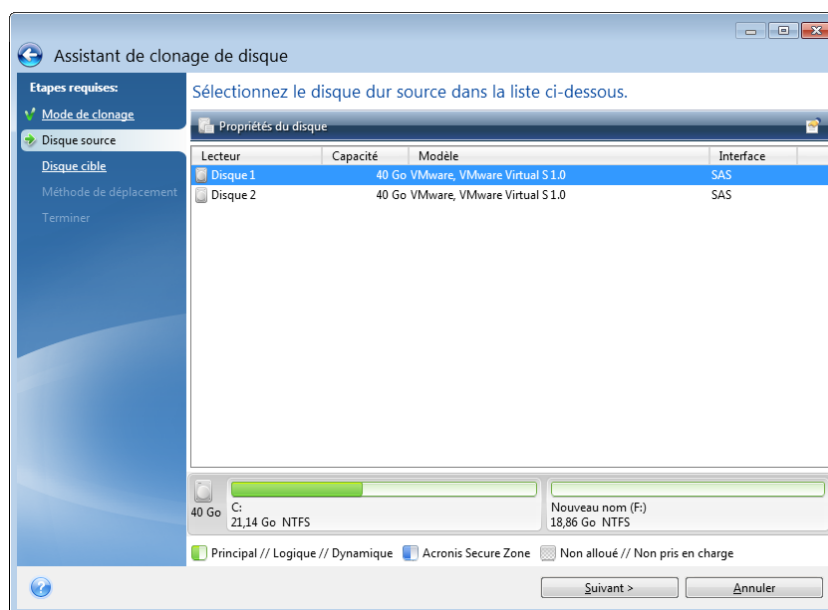 Assistant de clonage de disque
Etapes requises:
Mode de clonage
Disque source
Disque cible
Méthode de déplacement
Terminer
Sélectionnez le disque dur source dans la liste ci-dessous.
Propriétés du disque
Lecteur Capacité Modèle Interface
Disque 1 40 Go VMware, VMware Virtual S 1.0 SAS
Disque 2 40 Go VMware, VMware Virtual S 1.0 SAS
40 Go
C:
21,14 Go NTFS
Nouveau nom (F:)
18,86 Go NTFS
Principal // Logique // Dynamique Acronis Secure Zone Non alloué // Non pris en charge
Suivant > Annuler